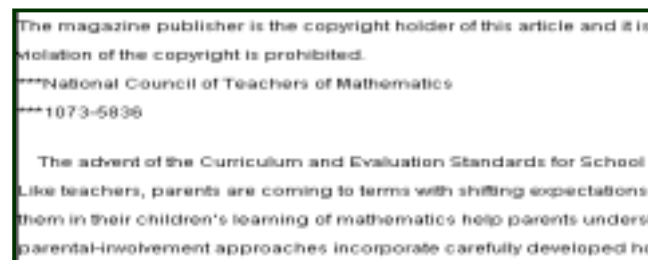 The magazine publisher is the copyright holder of this article and it is
violation of the copyright is prohibited.
***National Council of Teachers of Mathematics
***1073-5836
The advent of the Curriculum and Evaluation Standards for School
Like teachers, parents are coming to terms with shifting expectations
them in their children's learning of mathematics help parents unders
parental-involvement approaches incorporate carefully developed ho